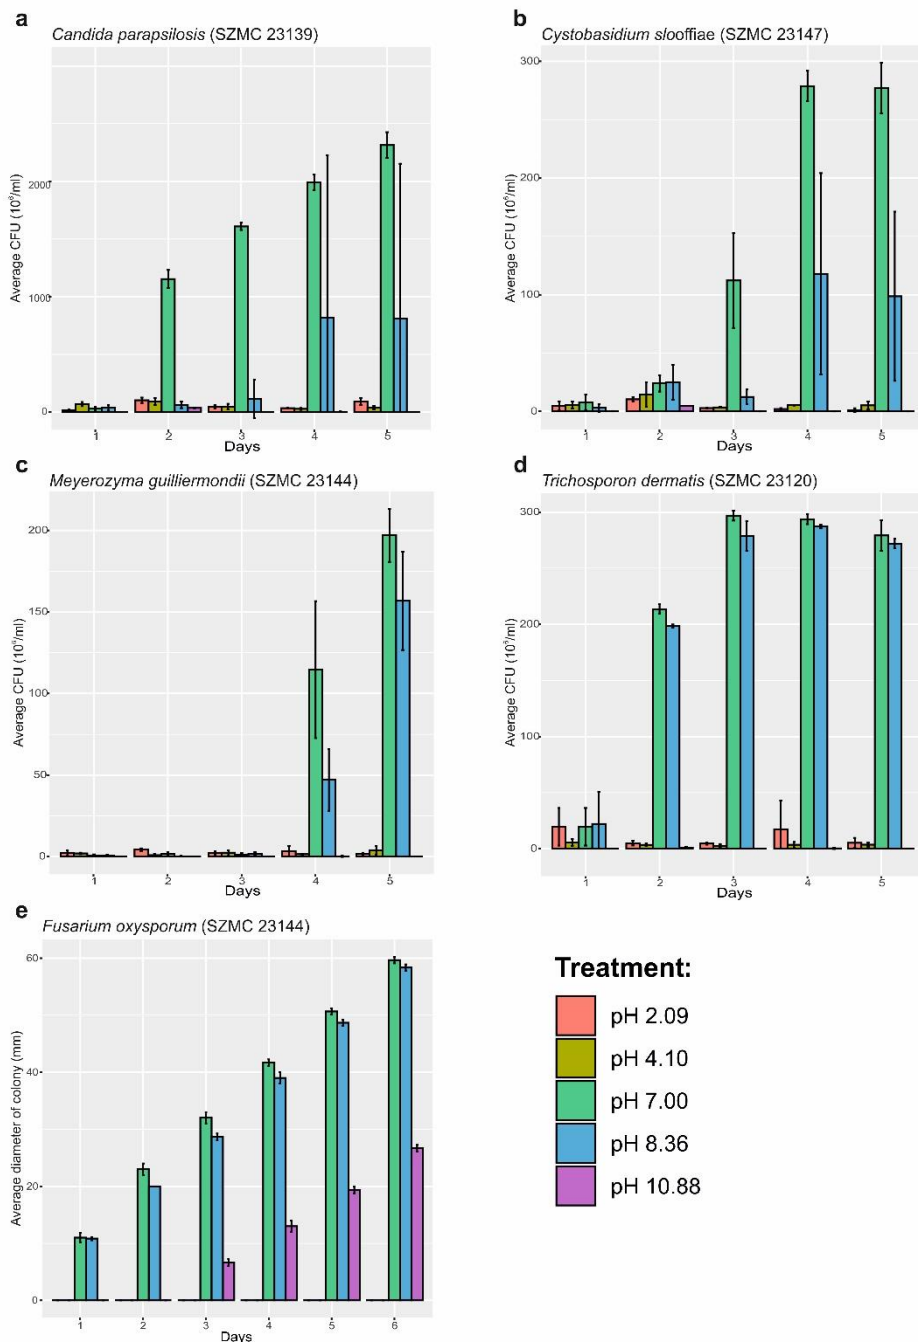 a
Candida parapsilosis (SZMC 23139)
Average CFU (10⁶/ml)
2000
1000
0
1 2 3 4 5
Days
b
Cystobasidium slooffiae (SZMC 23147)
Average CFU (10⁶/ml)
300
200
100
0
1 2 3 4 5
Days
c
Meyerozyma guilliermondii (SZMC 23144)
Average CFU (10⁶/ml)
200
150
100
50
0
1 2 3 4 5
Days
d
Trichosporon dermatis (SZMC 23120)
Average CFU (10⁶/ml)
300
200
100
0
1 2 3 4 5
Days
e
Fusarium oxysporum (SZMC 23144)
Average diameter of colony (mm)
60
40
20
0
1 2 3 4 5 6
Days
Treatment:
pH 2.09
pH 4.10
pH 7.00
pH 8.36
pH 10.88